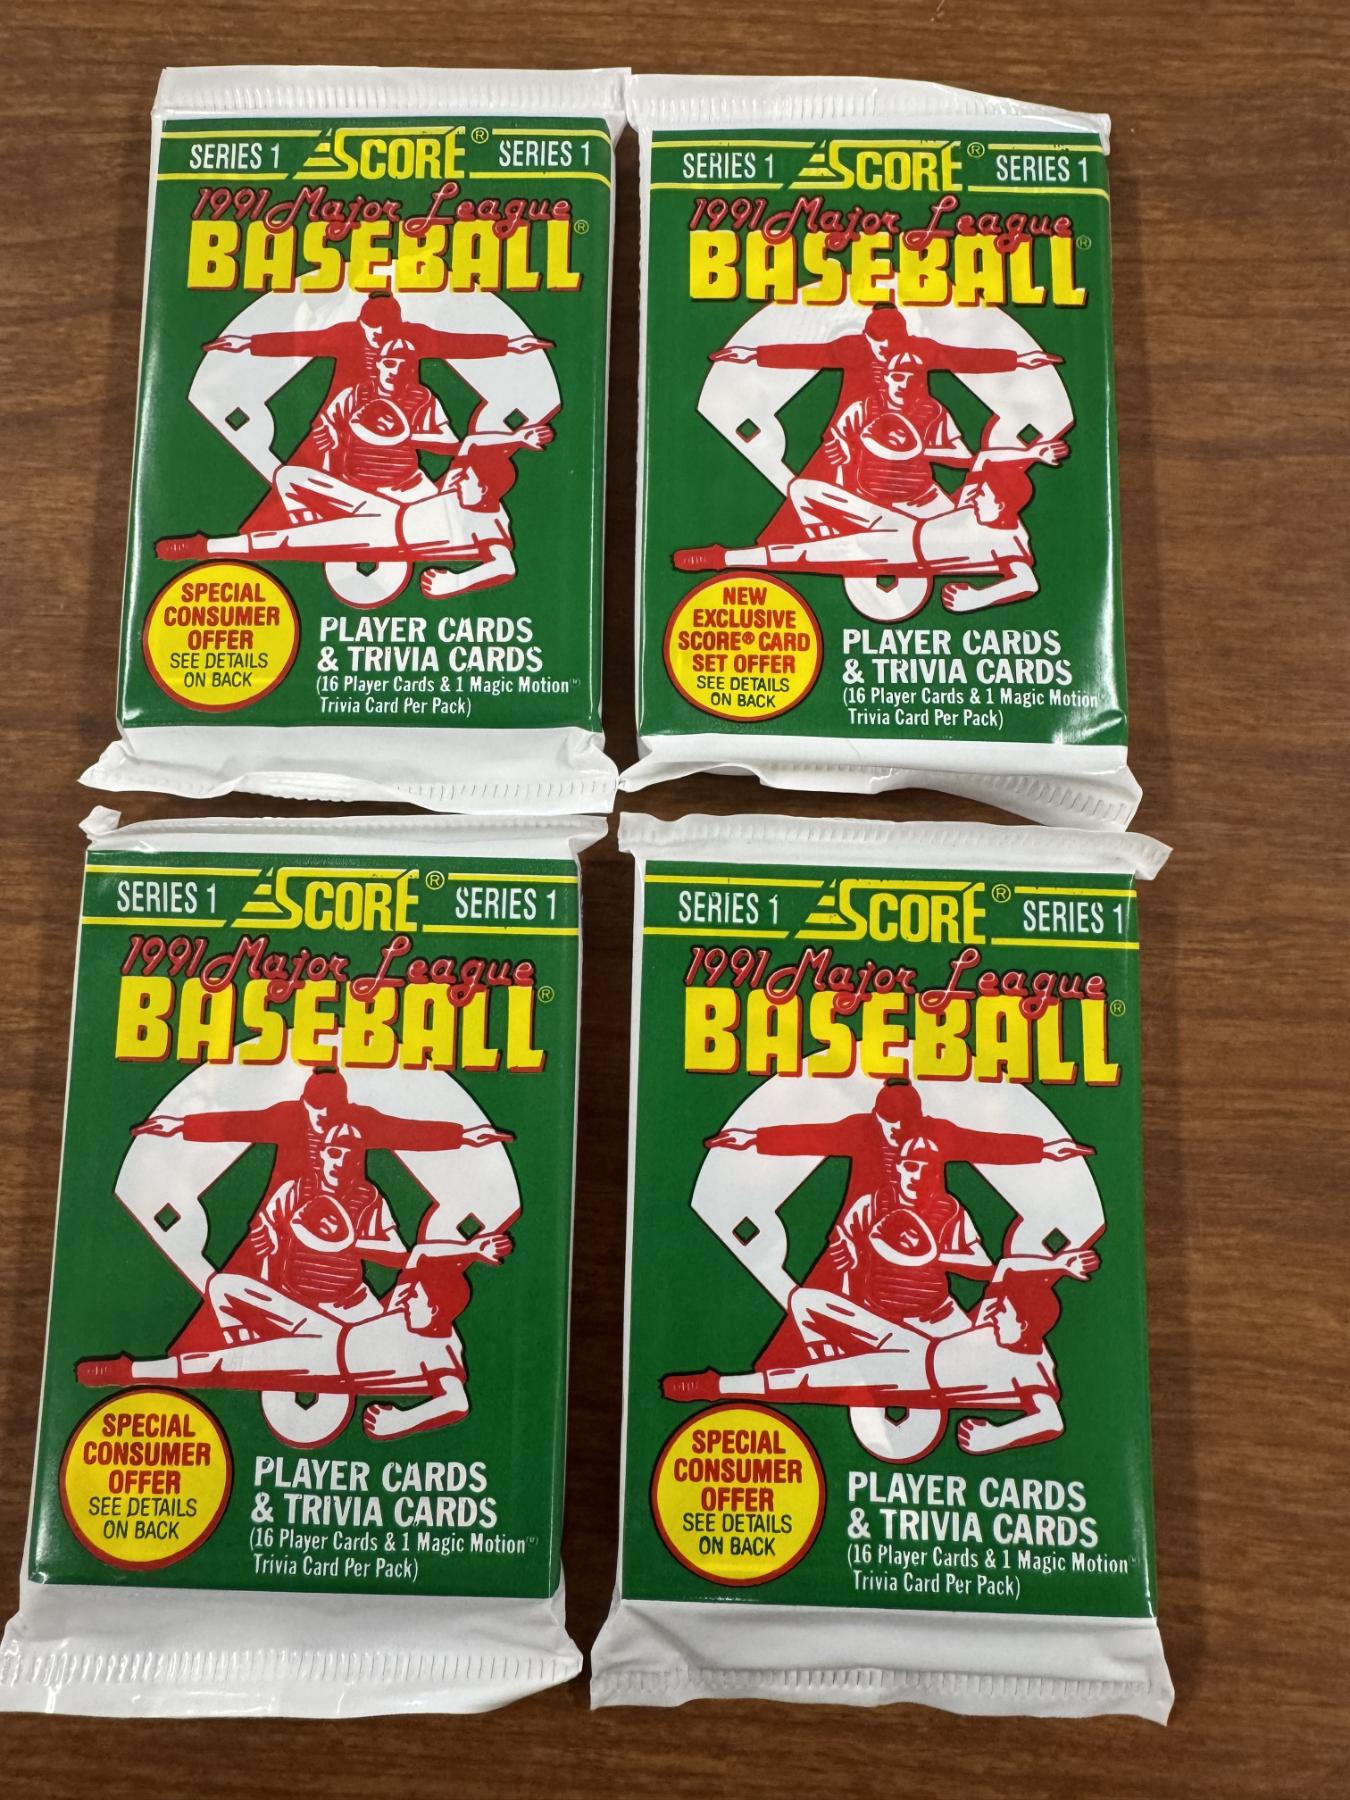 SERIES 1 SCORE® SERIES 1
1991 Major League
BASEBALL®
SPECIAL
CONSUMER
OFFER
SEE DETAILS
ON BACK
PLAYER CARDS
& TRIVIA CARDS
(16 Player Cards & 1 Magic Motion™
Trivia Card Per Pack)
SERIES 1 SCORE® SERIES 1
1991 Major League
BASEBALL®
NEW
EXCLUSIVE
SCORE® CARD
SET OFFER
SEE DETAILS
ON BACK
PLAYER CARDS
& TRIVIA CARDS
(16 Player Cards & 1 Magic Motion
Trivia Card Per Pack)
SERIES 1 SCORE® SERIES 1
1991 Major League
BASEBALL®
SPECIAL
CONSUMER
OFFER
SEE DETAILS
ON BACK
PLAYER CARDS
& TRIVIA CARDS
(16 Player Cards & 1 Magic Motion™
Trivia Card Per Pack)
SERIES 1 SCORE® SERIES 1
1991 Major League
BASEBALL®
SPECIAL
CONSUMER
OFFER
SEE DETAILS
ON BACK
PLAYER CARDS
& TRIVIA CARDS
(16 Player Cards & 1 Magic Motion™
Trivia Card Per Pack)